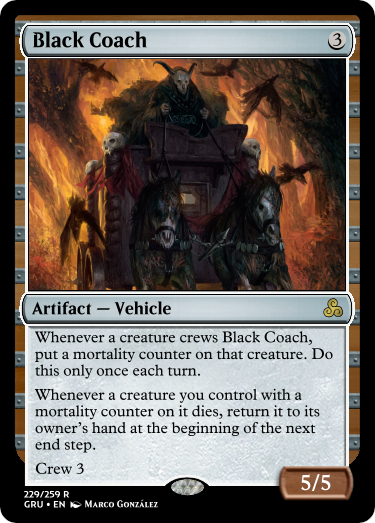 Black Coach 3
Artifact — Vehicle
Whenever a creature crews Black Coach,
put a mortality counter on that creature. Do
this only once each turn.
Whenever a creature you control with a
mortality counter on it dies, return it to its
owner's hand at the beginning of the next
end step.
Crew 3
5/5
229/259 R
GRU • EN Marco González